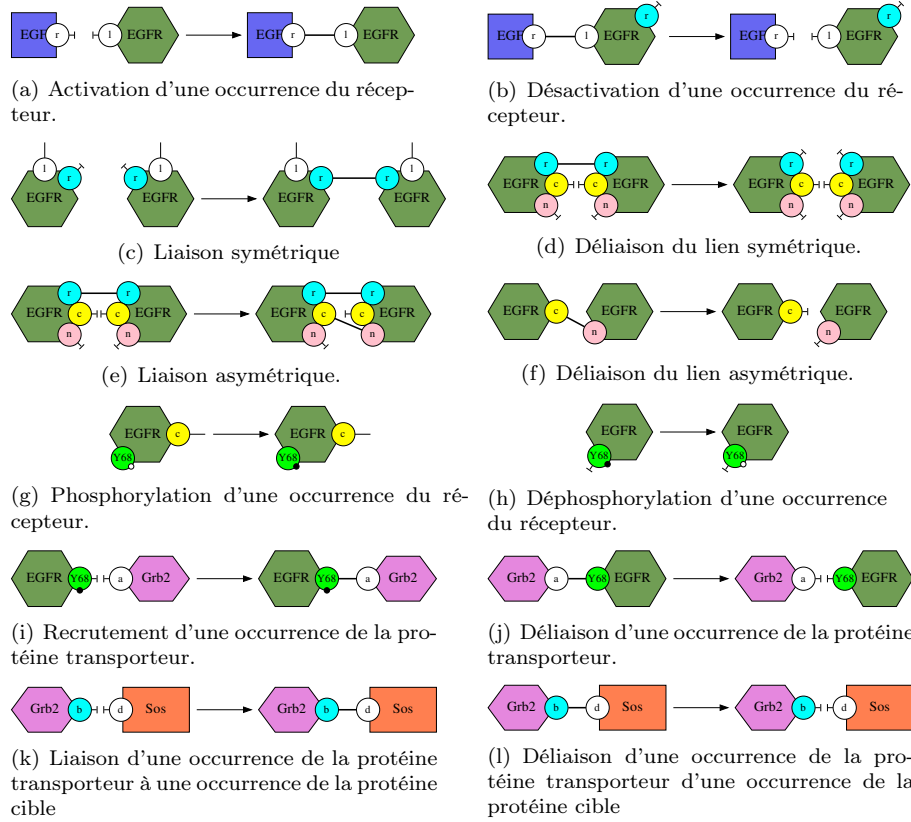 EGF r l EGFR EGF r l EGFR
(a) Activation d'une occurrence du récep-
teur.
EGF r l EGFR r EGF r l EGFR r
(b) Désactivation d'une occurrence du ré-
cepteur.
l r EGFR l r EGFR l r EGFR l r EGFR
(c) Liaison symétrique
EGFR r c n r c n EGFR EGFR r c n r c n EGFR
(d) Déliaison du lien symétrique.
EGFR r c n r c n EGFR EGFR r c n r c n EGFR
(e) Liaison asymétrique.
EGFR c n EGFR EGFR c n EGFR
(f) Déliaison du lien asymétrique.
EGFR c Y68 EGFR c Y68
(g) Phosphorylation d'une occurrence du ré-
cepteur.
EGFR Y68 EGFR Y68
(h) Déphosphorylation d'une occurrence
du récepteur.
EGFR Y68 a Grb2 EGFR Y68 a Grb2
(i) Recrutement d'une occurrence de la pro-
téine transporteur.
Grb2 a Y68 EGFR Grb2 a Y68 EGFR
(j) Déliaison d'une occurrence de la protéine
transporteur.
Grb2 b d Sos Grb2 b d Sos
(k) Liaison d'une occurrence de la protéine
transporteur à une occurrence de la protéine
cible
Grb2 b d Sos Grb2 b d Sos
(l) Déliaison d'une occurrence de la pro-
téine transporteur d'une occurrence de la
protéine cible